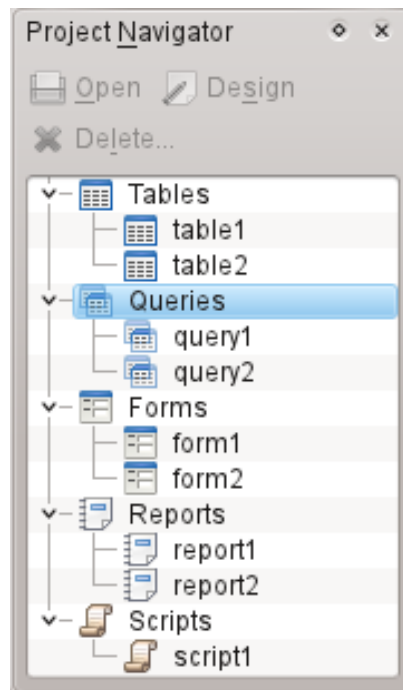 Project Navigator
Open Design
Delete...
Tables
table1
table2
Queries
query1
query2
Forms
form1
form2
Reports
report1
report2
Scripts
script1